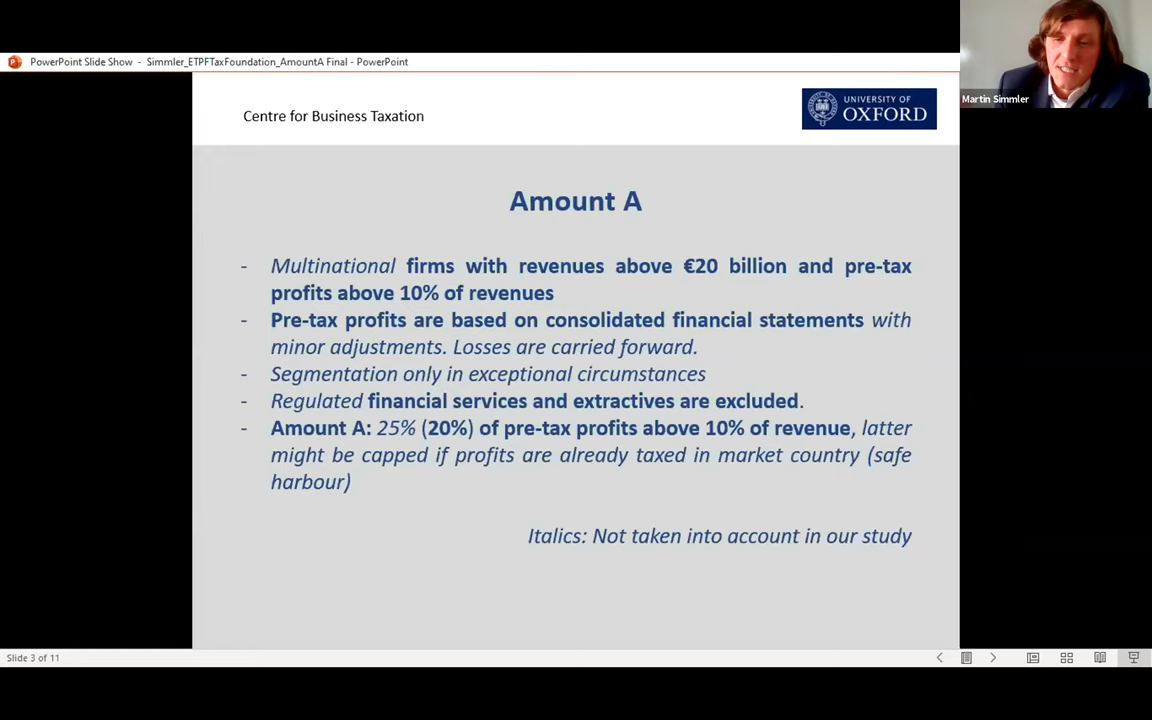 PowerPoint Slide Show - Simmler_ETPFTaxFoundation_AmountA Final - PowerPoint
Martin Simmler
Centre for Business Taxation
UNIVERSITY OF
OXFORD
Amount A
- Multinational firms with revenues above €20 billion and pre-tax
profits above 10% of revenues
- Pre-tax profits are based on consolidated financial statements with
minor adjustments. Losses are carried forward.
- Segmentation only in exceptional circumstances
- Regulated financial services and extractives are excluded.
- Amount A: 25% (20%) of pre-tax profits above 10% of revenue, latter
might be capped if profits are already taxed in market country (safe
harbour)
Italics: Not taken into account in our study
Slide 3 of 11